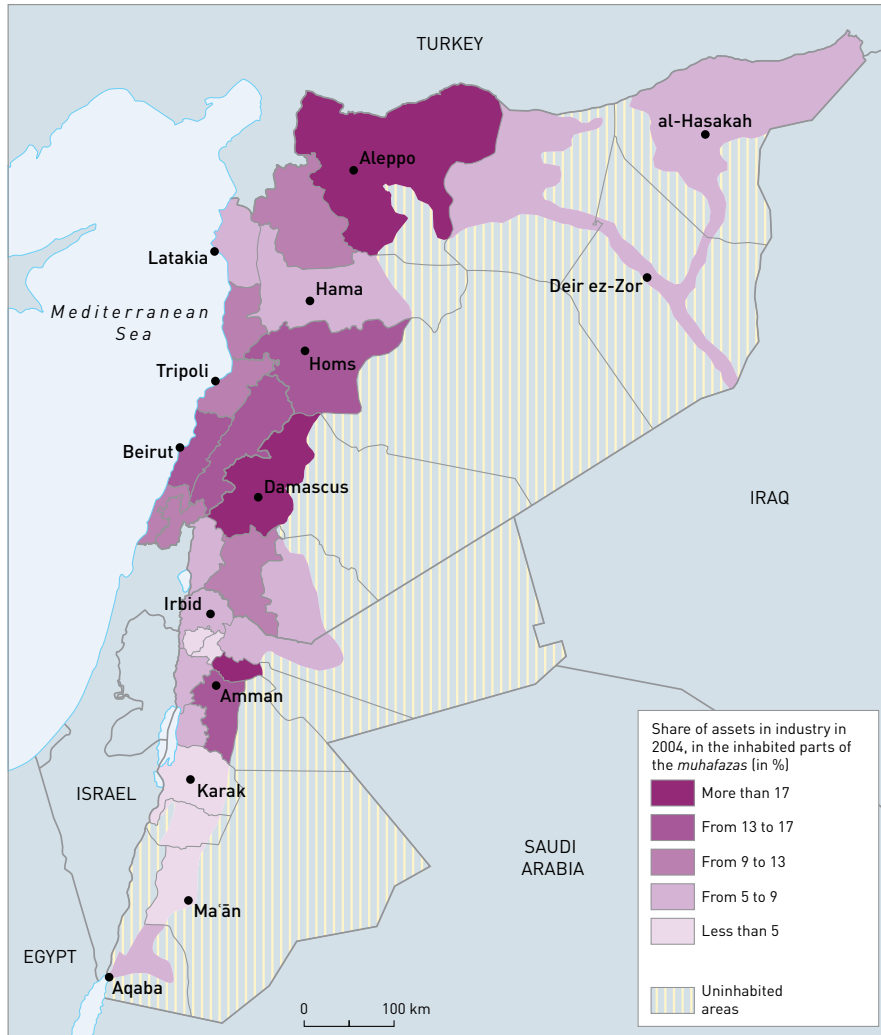 TURKEY
al-Hasakah
Aleppo
Latakia
Hama
Deir ez-Zor
Mediterranean
Sea
Homs
Tripoli
Beirut
Damascus
IRAQ
Irbid
Amman
Karak
ISRAEL
SAUDI
ARABIA
Maʿān
EGYPT
Aqaba
0 100 km
Share of assets in industry in
2004, in the inhabited parts of
the muhafazas (in %)
More than 17
From 13 to 17
From 9 to 13
From 5 to 9
Less than 5
Uninhabited
areas